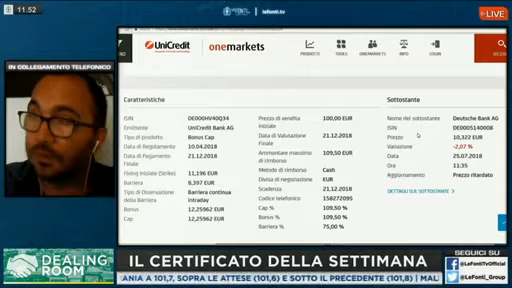 11.52
LE FONTI
leFonti.tv
LIVE
IN COLLEGAMENTO TELEFONICO
UniCredit
onemarkets
PRODOTTI
TOOLS
ONEMARKETS
INFO
LOGIN
Caratteristiche
ISIN DE000HV40Q34
Emittente UniCredit Bank AG
Tipo di prodotto Bonus Cap
Data di Regolamento 10.04.2018
Data di Pagamento Finale 21.12.2018
Fixing Iniziale (Strike) 11,196 EUR
Barriera 8,397 EUR
Tipo di Osservazione della Barriera Barriera continua Intraday
Bonus 12,25962 EUR
Cap 12,25962 EUR
Prezzo di vendita iniziale 100,00 EUR
Data di Valutazione Finale 21.12.2018
Ammontare massimo di rimborso 109,50 EUR
Metodo di rimborso Cash
Divisa di negoziazione EUR
Scadenza 21.12.2018
Codice telefonico 158272095
Cap % 109,50 %
Bonus % 109,50 %
Barriera % 75,00 %
Sottostante
Nome del sottostante Deutsche Bank AG
ISIN DE0005140008
Prezzo 10,322 EUR
Variazione -2,07 %
Data 25.07.2018
Ora 11:35
Aggiornamento Prezzo ritardato
DETTAGLI SUL SOTTOSTANTE
DEALING ROOM
IL CERTIFICATO DELLA SETTIMANA
ANIA A 101,7, SOPRA LE ATTESE (101,6) E SOTTO IL PRECEDENTE (101,8) | MAL
SEGUICI SU
@LeFontiTvOfficial
@LeFonti_Group